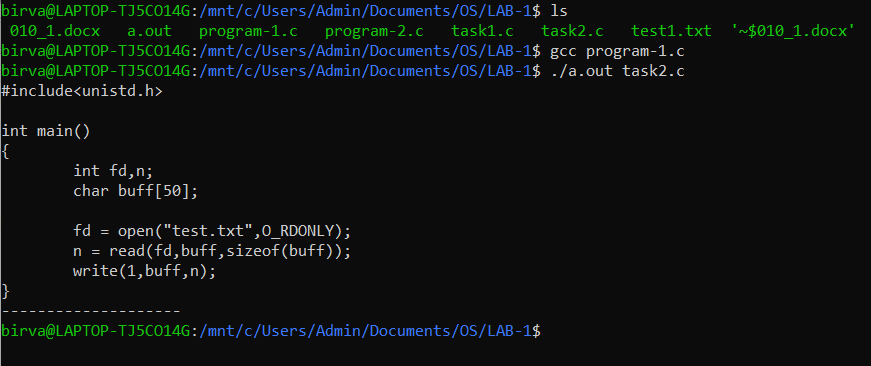 birva@LAPTOP-TJ5CO14G:/mnt/c/Users/Admin/Documents/OS/LAB-1$ ls
010_1.docx   a.out   program-1.c   program-2.c   task1.c   task2.c   test1.txt  '~$010_1.docx'
birva@LAPTOP-TJ5CO14G:/mnt/c/Users/Admin/Documents/OS/LAB-1$ gcc program-1.c
birva@LAPTOP-TJ5CO14G:/mnt/c/Users/Admin/Documents/OS/LAB-1$ ./a.out task2.c
#include<unistd.h>

int main()
{
        int fd,n;
        char buff[50];

        fd = open("test.txt",O_RDONLY);
        n = read(fd,buff,sizeof(buff));
        write(1,buff,n);
}
--------------------
birva@LAPTOP-TJ5CO14G:/mnt/c/Users/Admin/Documents/OS/LAB-1$